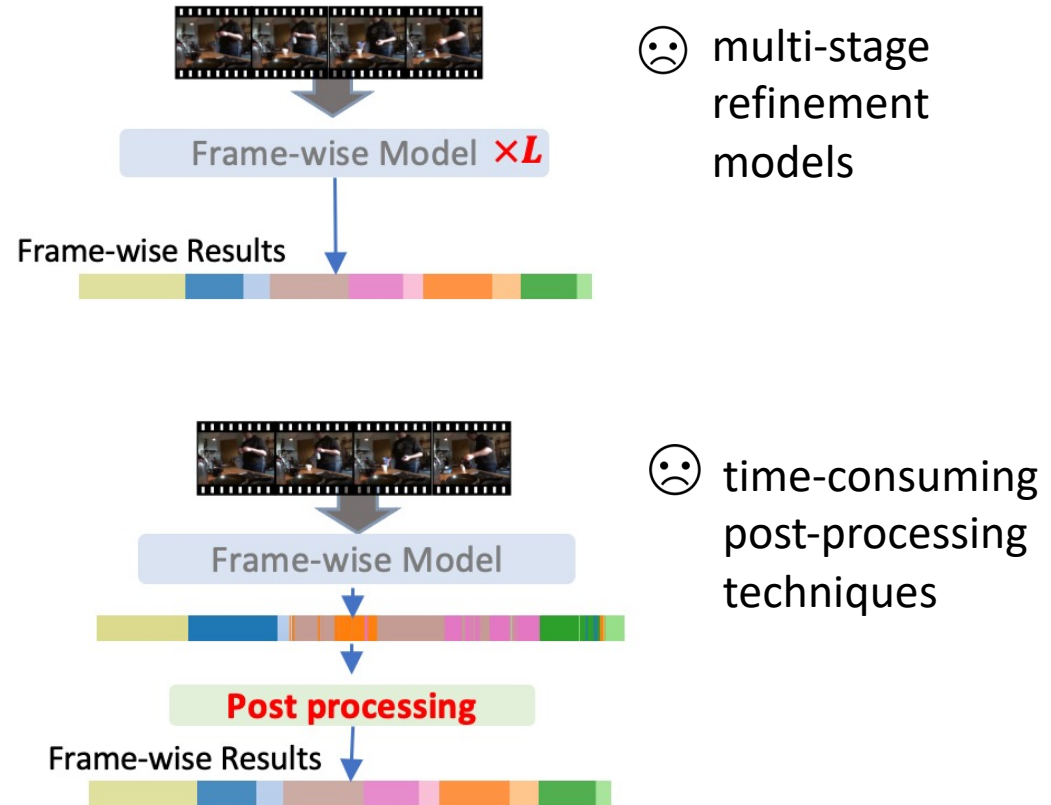 multi-stage
refinement
models
Frame-wise Model ×L
Frame-wise Results
time-consuming
post-processing
techniques
Frame-wise Model
Post processing
Frame-wise Results